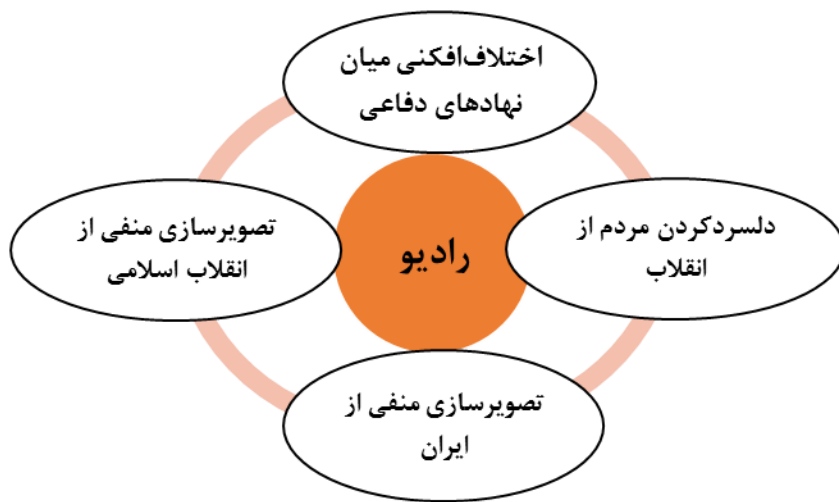 اختلاف‌افکنی میان
نهادهای دفاعی
دلسردکردن مردم از
انقلاب
رادیو
تصویرسازی منفی از
انقلاب اسلامی
تصویرسازی منفی از
ایران